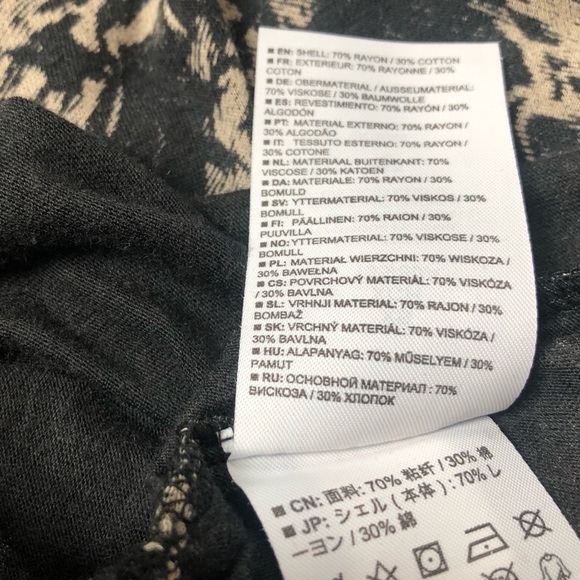 ■ EN: SHELL: 70% RAYON / 30% COTTON
■ FR: EXTERIEUR: 70% RAYONNE / 30%
COTON
■ DE: OBERMATERIAL / AUSSEMATERIAL:
70% VISKOSE / 30% BAUMWOLLE
■ ES: REVESTIMIENTO: 70% RAYON / 30%
ALGODÓN
■ PT: MATERIAL EXTERNO: 70% RAYON /
30% ALGODÃO
■ IT: TESSUTO ESTERNO: 70% RAYON /
30% COTONE
■ NL: MATERIAAL BUITENKANT: 70%
VISCOSE / 30% KATOEN
■ DA: MATERIALE: 70% RAYON / 30%
BOMULD
■ SV: YTTERMATERIAL: 70% VISKOS / 30%
BOMULL
■ FI: PÄÄLLINEN: 70% RAION / 30%
PUUVILLA
■ NO: YTTERMATERIAL: 70% VISKOSE / 30%
BOMULL
■ PL: MATERIAŁ WIERZCHNI: 70% WISKOZA /
30% BAWEŁNA
■ CS: POVRCHOVÝ MATERIÁL: 70% VISKÓZA
/ 30% BAVLNA
■ SL: VRHNJI MATERIAL: 70% RAJON / 30%
BOMBAŽ
■ SK: VRCHNÝ MATERIÁL: 70% VISKÓZA /
30% BAVLNA
■ HU: ALAPANYAG: 70% MŰSELYEM / 30%
PAMUT
■ RU: ОСНОВНОЙ МАТЕРИАЛ : 70%
ВИСКОЗА / 30% ХЛОПОК
■ CN: 面料: 70% 粘纤 / 30% 棉
■ JP: シェル ( 本体 ) : 70% レ
ーヨン / 30% 綿